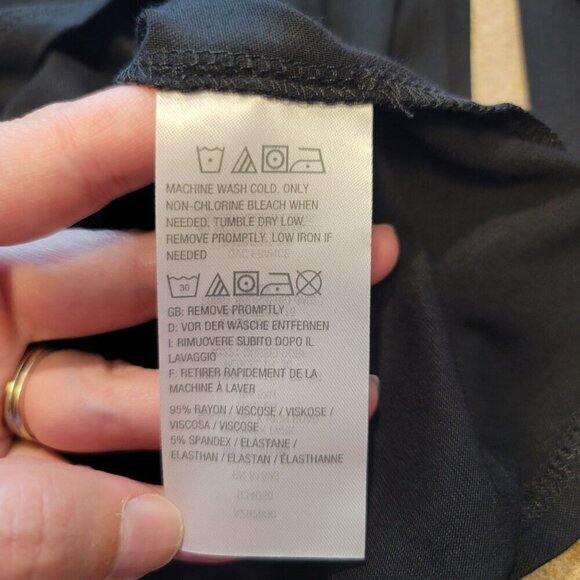 MACHINE WASH COLD. ONLY
NON-CHLORINE BLEACH WHEN
NEEDED. TUMBLE DRY LOW.
REMOVE PROMPTLY. LOW IRON IF
NEEDED
30
GB: REMOVE PROMPTLY
D: VOR DER WÄSCHE ENTFERNEN
I: RIMUOVERE SUBITO DOPO IL
LAVAGGIO
F: RETIRER RAPIDEMENT DE LA
MACHINE À LAVER
95% RAYON / VISCOSE / VISKOSE /
VISCOSA / VISCOSE
5% SPANDEX / ELASTANE /
ELASTHAN / ELASTAN / ÉLASTHANNE